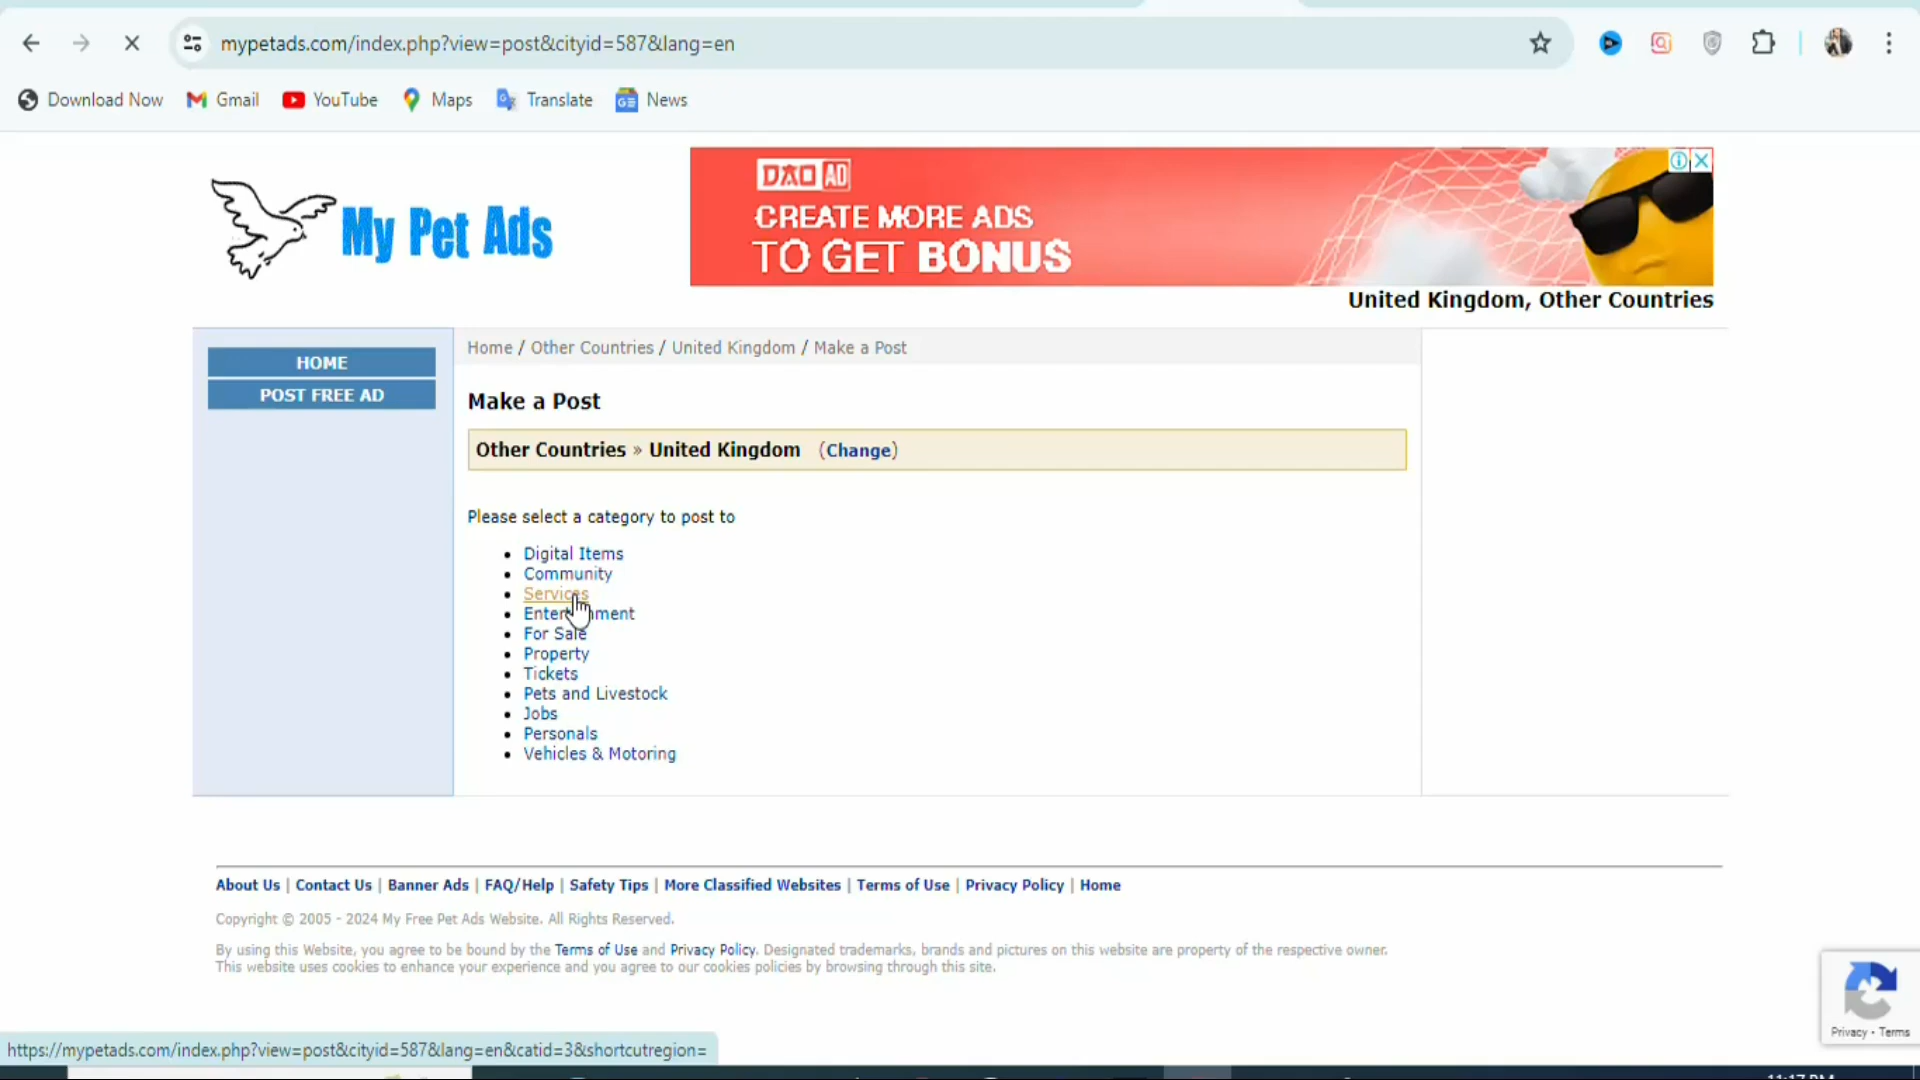 mypetads.com/index.php?view=post&cityid=587&lang=en
Download Now Gmail YouTube Maps Translate News
My Pet Ads
DAO AD
CREATE MORE ADS
TO GET BONUS
United Kingdom, Other Countries
HOME
POST FREE AD
Home / Other Countries / United Kingdom / Make a Post
Make a Post
Other Countries » United Kingdom (Change)
Please select a category to post to
Digital Items
Community
Services
Entertainment
For Sale
Property
Tickets
Pets and Livestock
Jobs
Personals
Vehicles & Motoring
About Us | Contact Us | Banner Ads | FAQ/Help | Safety Tips | More Classified Websites | Terms of Use | Privacy Policy | Home
Copyright © 2005 - 2024 My Free Pet Ads Website. All Rights Reserved.
By using this Website, you agree to be bound by the Terms of Use and Privacy Policy. Designated trademarks, brands and pictures on this website are property of the respective owner.
This website uses cookies to enhance your experience and you agree to our cookies policies by browsing through this site.
Privacy - Terms
https://mypetads.com/index.php?view=post&cityid=587&lang=en&catid=3&shortcutregion=
11:17 PM